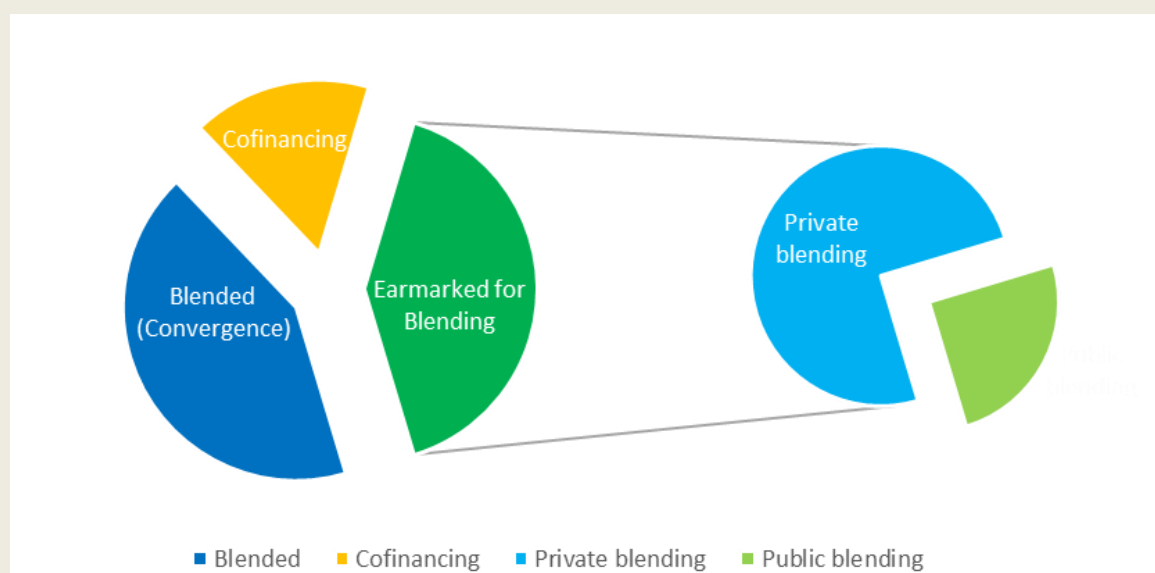 Cofinancing
Blended
(Convergence)
Earmarked for
Blending
Private
blending
Blended
Cofinancing
Private blending
Public blending